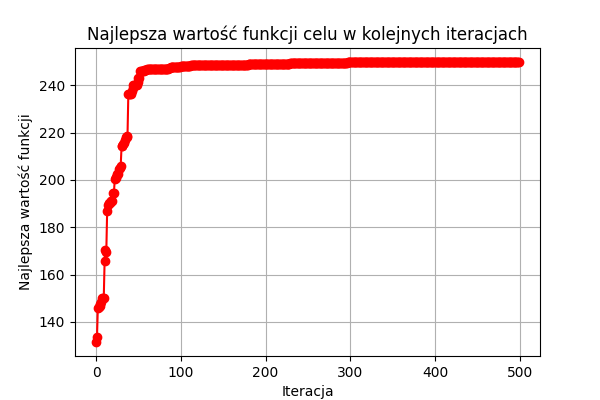 Najlepsza wartość funkcji celu w kolejnych iteracjach
Najlepsza wartość funkcji
240
220
200
180
160
140
0 100 200 300 400 500
Iteracja